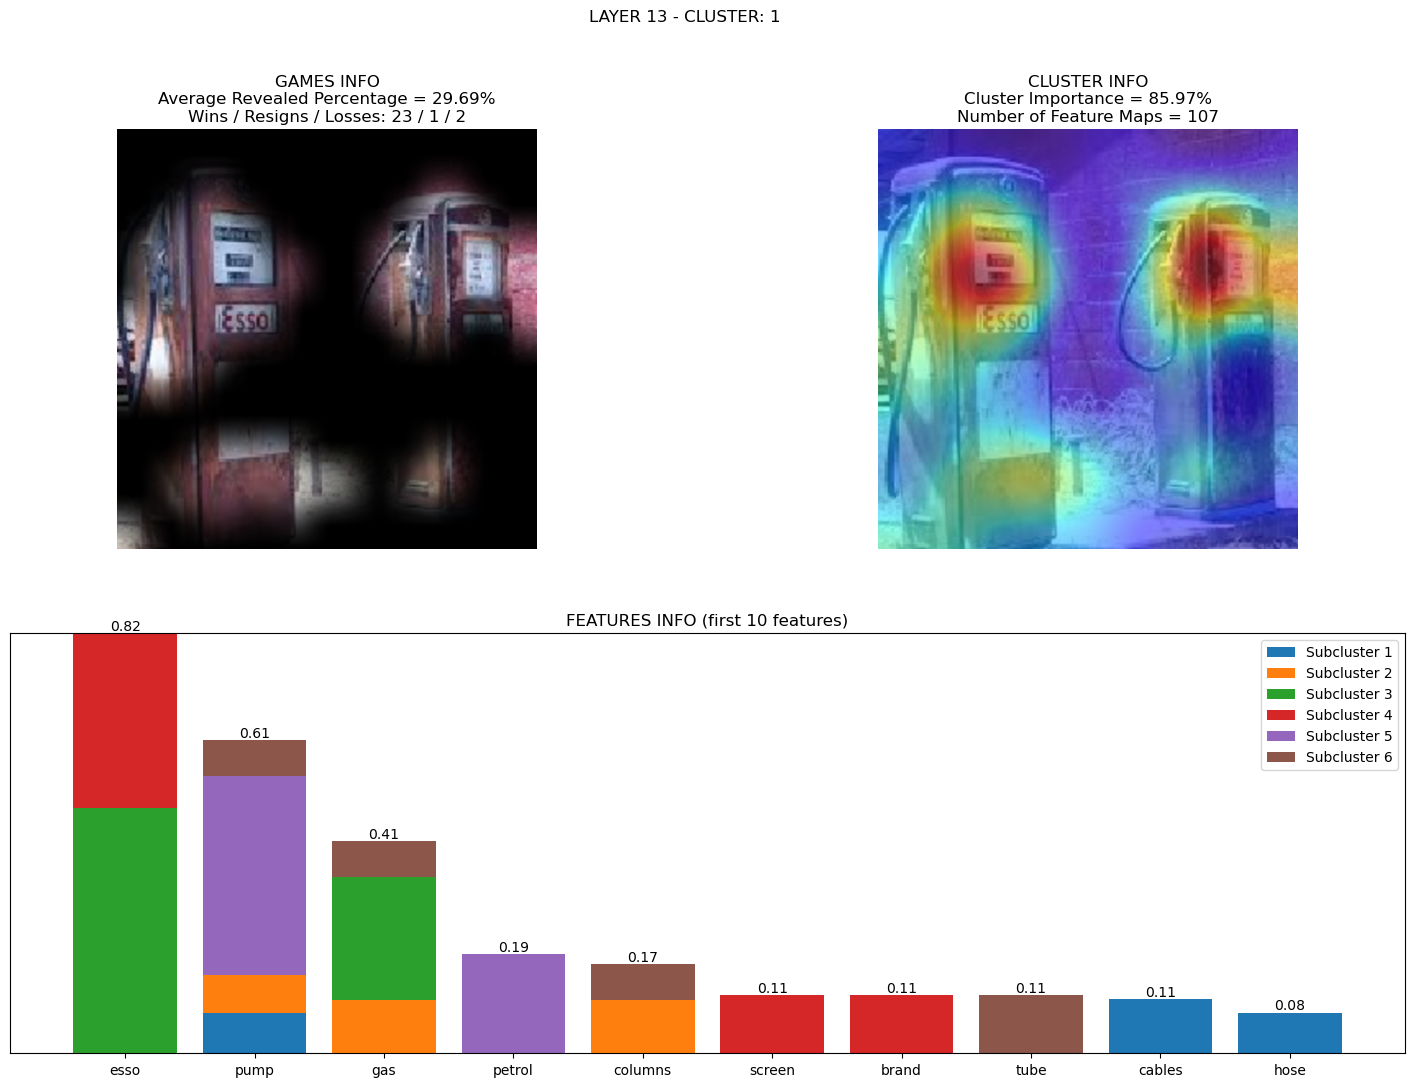 LAYER 13 - CLUSTER: 1
GAMES INFO
Average Revealed Percentage = 29.69%
Wins / Resigns / Losses: 23 / 1 / 2
CLUSTER INFO
Cluster Importance = 85.97%
Number of Feature Maps = 107
ESSO
ESSO
FEATURES INFO (first 10 features)
0.82
0.61
0.41
0.19
0.17
0.11
0.11
0.11
0.11
0.08
Subcluster 1
Subcluster 2
Subcluster 3
Subcluster 4
Subcluster 5
Subcluster 6
esso
pump
gas
petrol
columns
screen
brand
tube
cables
hose